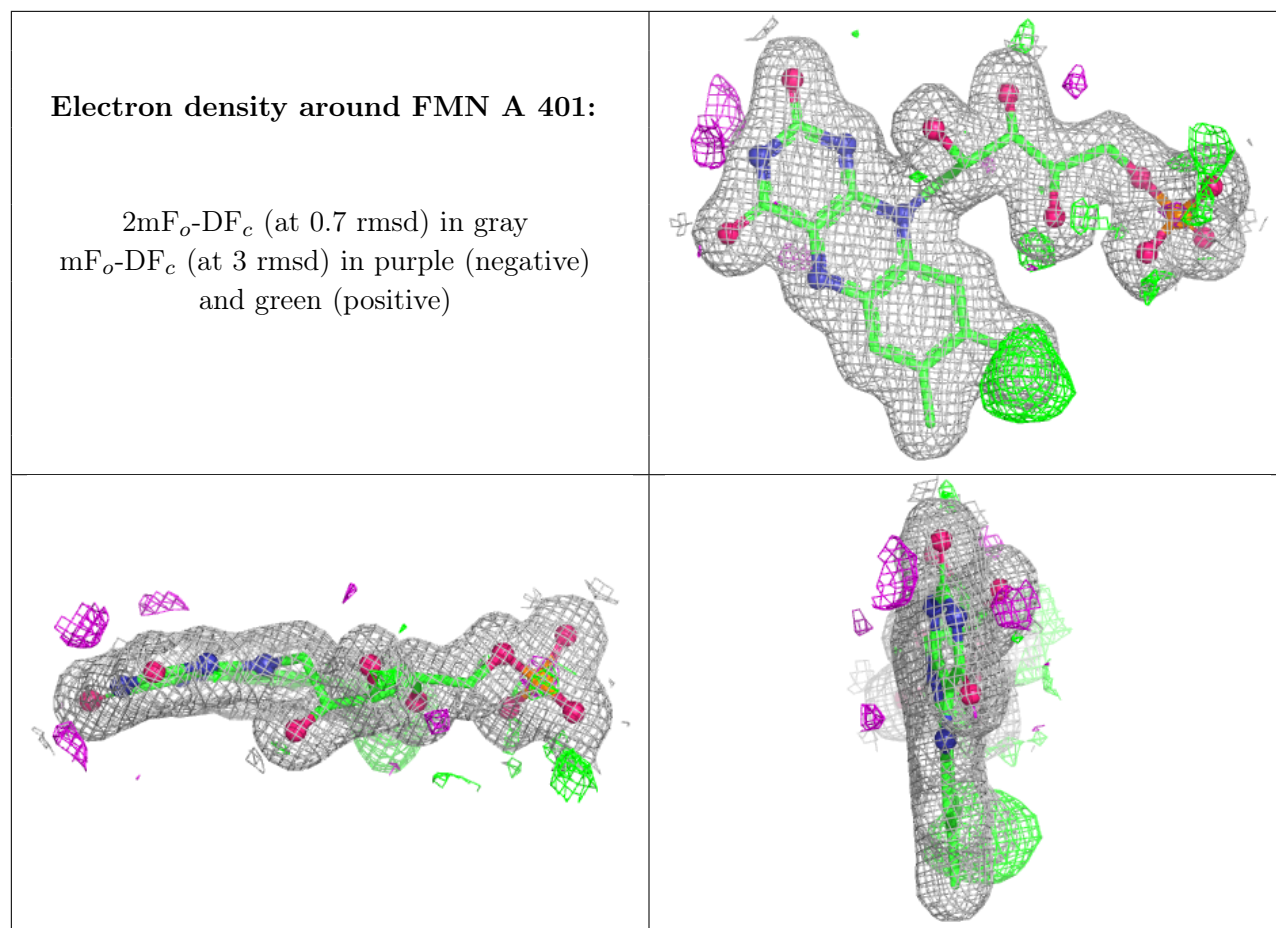 Electron density around FMN A 401:
2mFo-DFc (at 0.7 rmsd) in gray
mFo-DFc (at 3 rmsd) in purple (negative)
and green (positive)